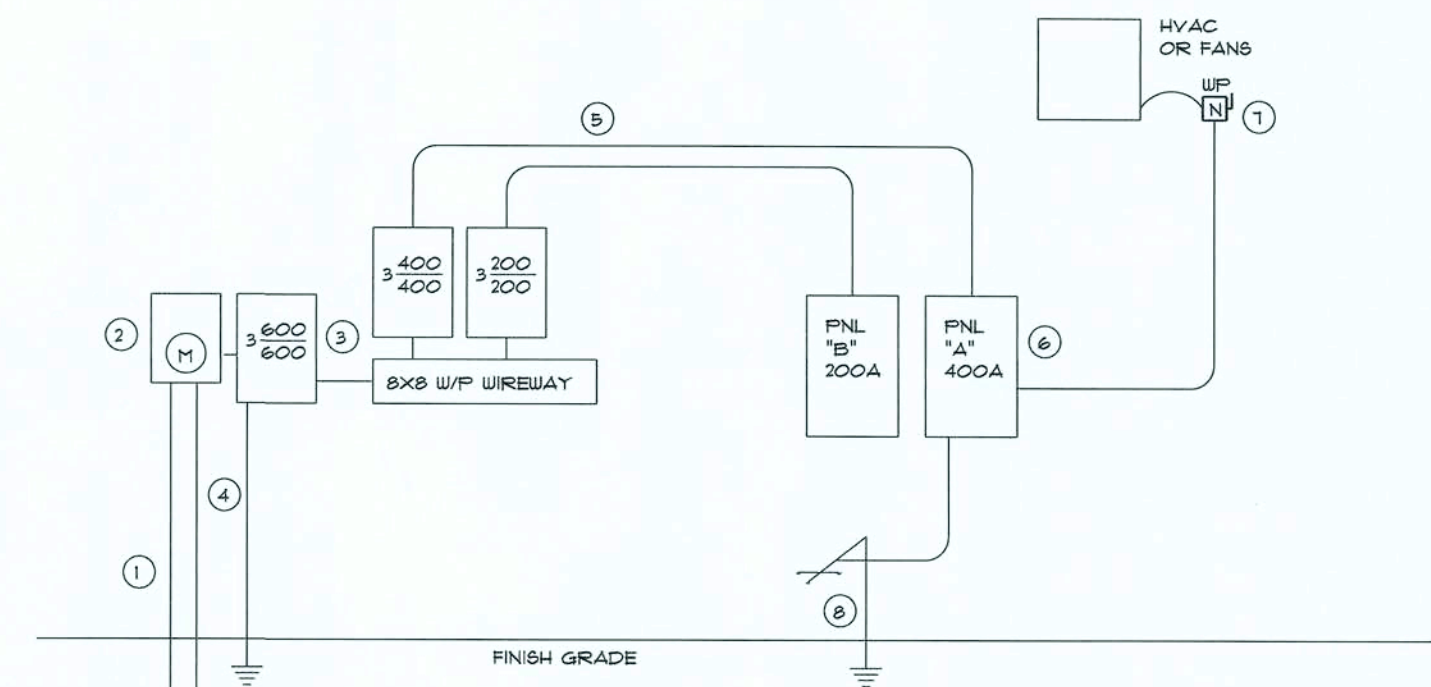 HVAC
OR FANS
WP
N
7
5
3 400
400
3 200
200
2
M
3 600
600
3
8X8 W/P WIREWAY
PNL
"B"
200A
PNL
"A"
400A
6
4
1
8
FINISH GRADE